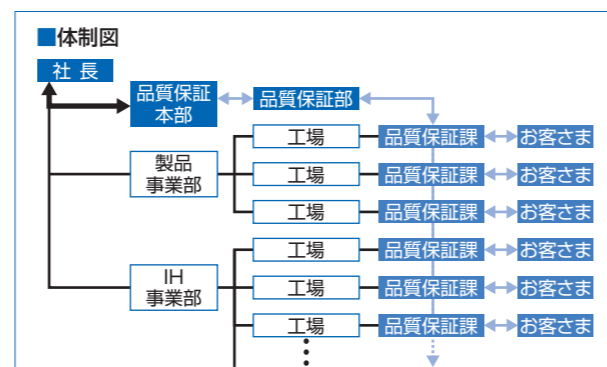 ■体制図
社長
品質保証
本部
品質保証部
工場
品質保証課
お客さま
製品
事業部
工場
品質保証課
お客さま
工場
品質保証課
お客さま
工場
品質保証課
お客さま
IH
事業部
工場
品質保証課
お客さま
工場
品質保証課
お客さま